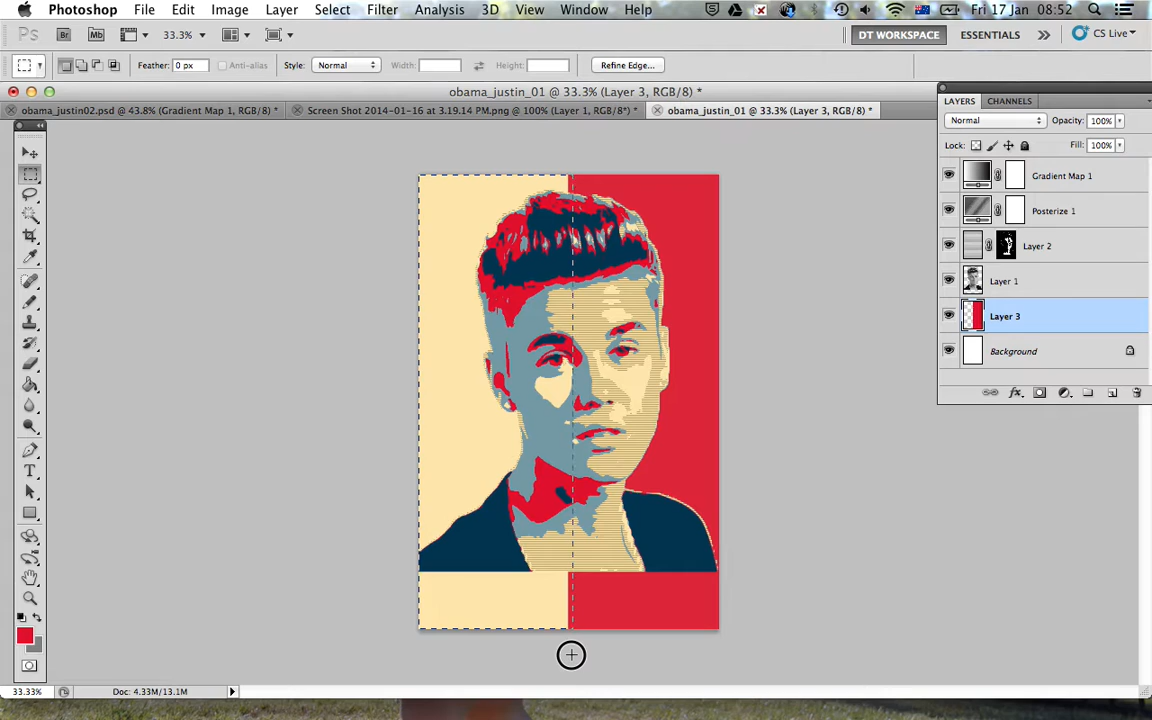 Photoshop File Edit Image Layer Select Filter Analysis 3D View Window Help Fri 17 Jan 08:52
Ps Br Mb 33.3% DT WORKSPACE ESSENTIALS CS Live
Feather: 0 px Anti-alias Style: Normal Width: Height: Refine Edge...
obama_justin_01 @ 33.3% (Layer 3, RGB/8) *
obama_justin02.psd @ 43.8% (Gradient Map 1, RGB/8) * Screen Shot 2014-01-16 at 3.19.14 PM.png @ 100% (Layer 1, RGB/8*) * obama_justin_01 @ 33.3% (Layer 3, RGB/8) *
LAYERS CHANNELS
Normal Opacity: 100%
Lock: Fill: 100%
Gradient Map 1
Posterize 1
Layer 2
Layer 1
Layer 3
Background
fx
T
33.33% Doc: 4.33M/13.1M